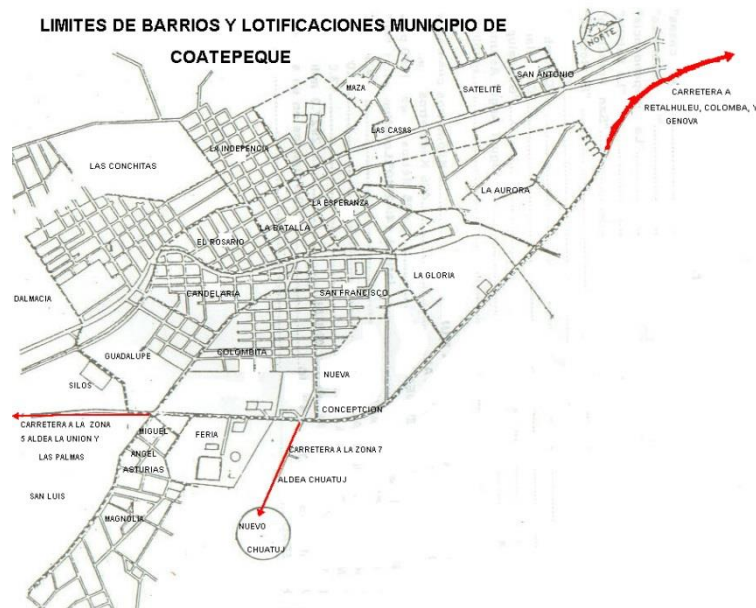 LIMITES DE BARRIOS Y LOTIFICACIONES MUNICIPIO DE
COATEPEQUE
NORTE
SAN ANTONIO
MAZA
SATELITE
CARRETERA A
RETALHULEU, COLOMBA, Y
GENOVA
LAS CASAS
LA INDEPENCIA
LAS CONCHITAS
LA AURORA
LA ESPERANZA
LA BATALLA
EL ROSARIO
LA GLORIA
CANDELARIA
SAN FRANCISCO
DALMACIA
GUADALUPE
COLOMBITA
NUEVA
CONCEPTCION
SILOS
CARRETERA A LA ZONA
5 ALDEA LA UNION Y
LAS PALMAS
MIGUEL
ANGEL
ASTURIAS
FERIA
CARRETERA A LA ZONA 7
ALDEA CHUATUJ
SAN LUIS
MAGNOLIA
NUEVO
CHUATUJ